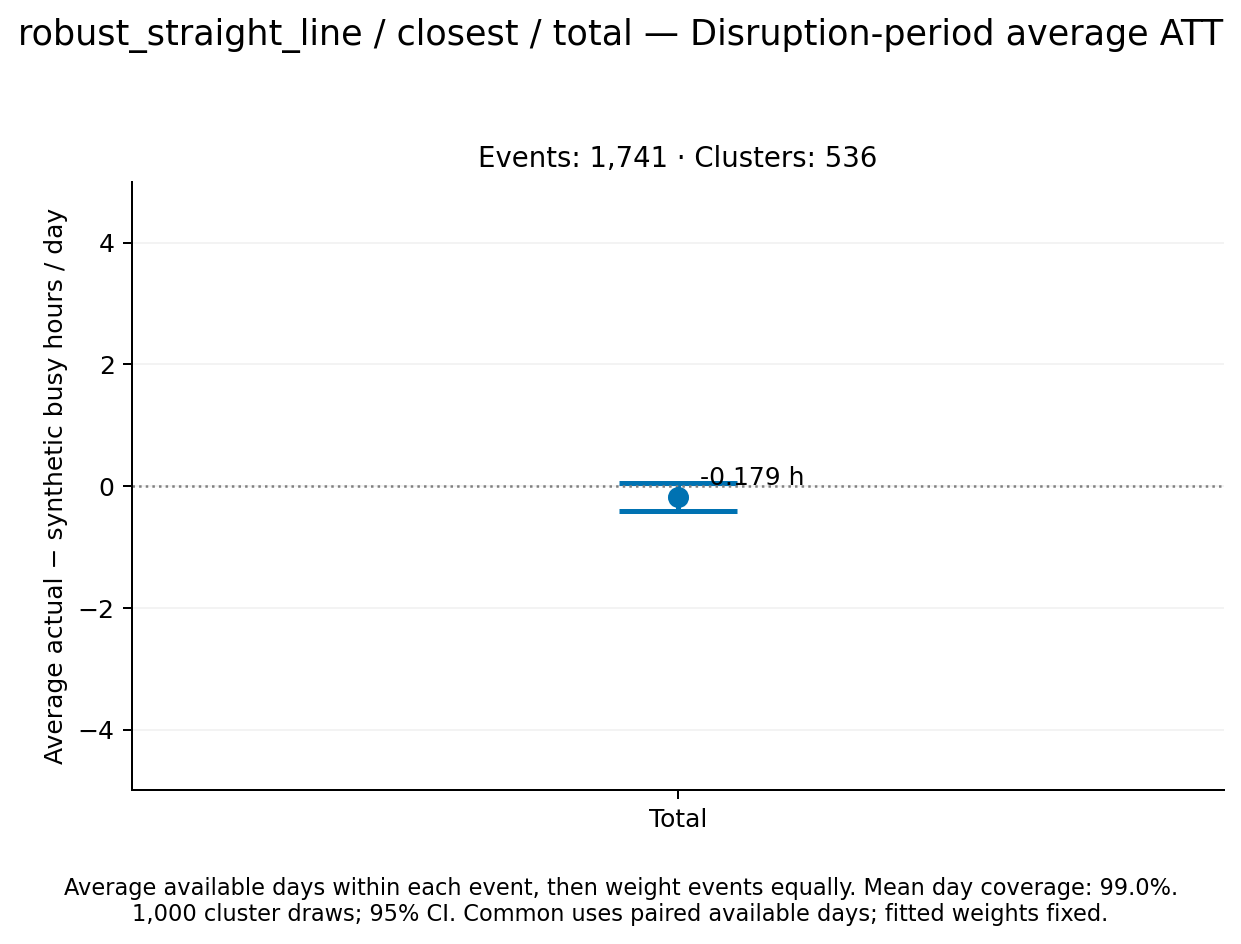 robust_straight_line / closest / total — Disruption-period average ATT
Events: 1,741 · Clusters: 536
Average actual − synthetic busy hours / day
4
2
0
−2
−4
-0.179 h
Total
Average available days within each event, then weight events equally. Mean day coverage: 99.0%.
1,000 cluster draws; 95% CI. Common uses paired available days; fitted weights fixed.